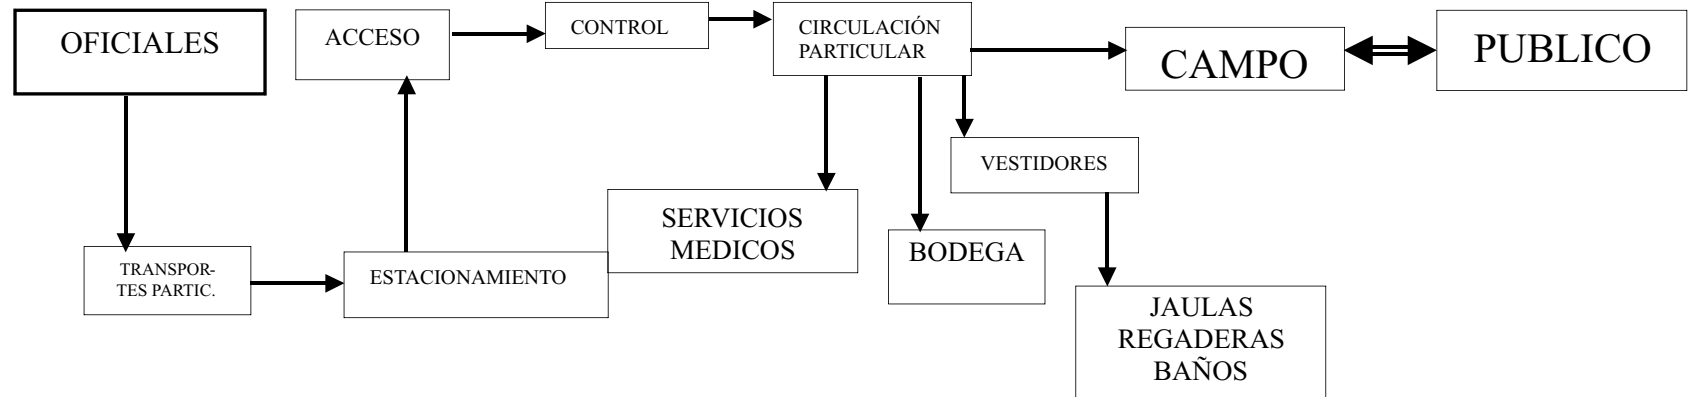 OFICIALES
ACCESO
CONTROL
CIRCULACIÓN
PARTICULAR
CAMPO
PUBLICO
VESTIDORES
SERVICIOS
MEDICOS
BODEGA
TRANSPOR-
TES PARTIC.
ESTACIONAMIENTO
JAULAS
REGADERAS
BAÑOS